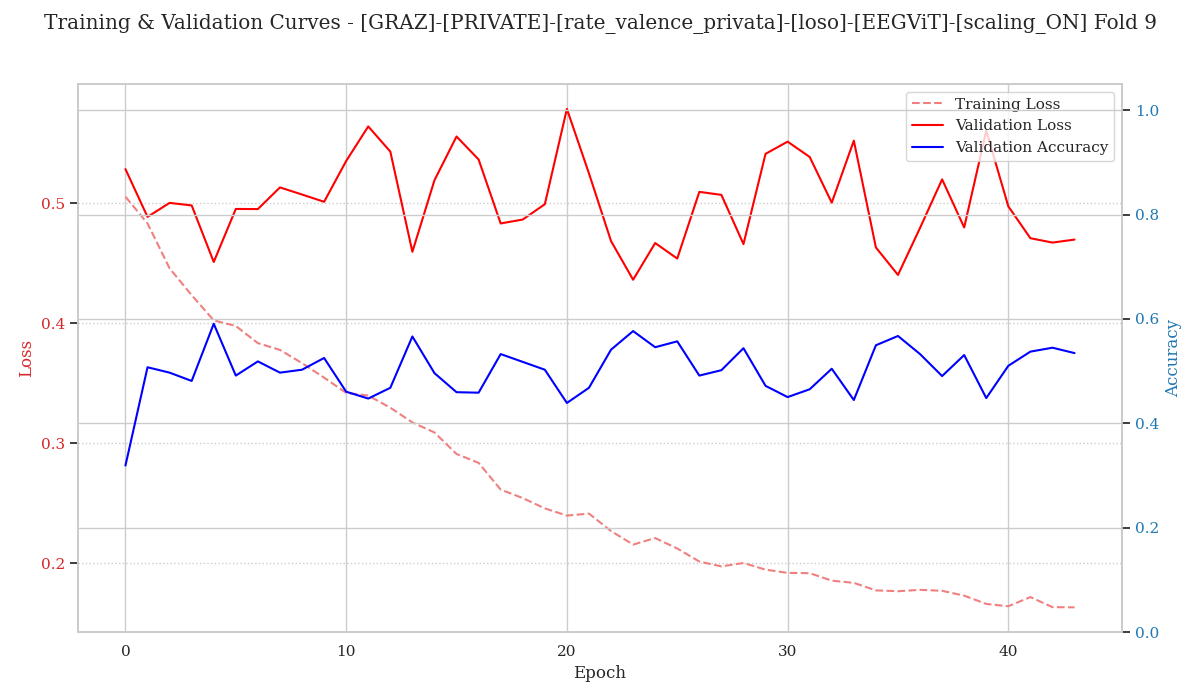 Training & Validation Curves - [GRAZ]-[PRIVATE]-[rate_valence_privata]-[loso]-[EEGViT]-[scaling_ON] Fold 9
Training Loss
Validation Loss
Validation Accuracy
Loss
0.5
0.4
0.3
0.2
1.0
0.8
0.6
0.4
0.2
0.0
Accuracy
0
10
20
30
40
Epoch